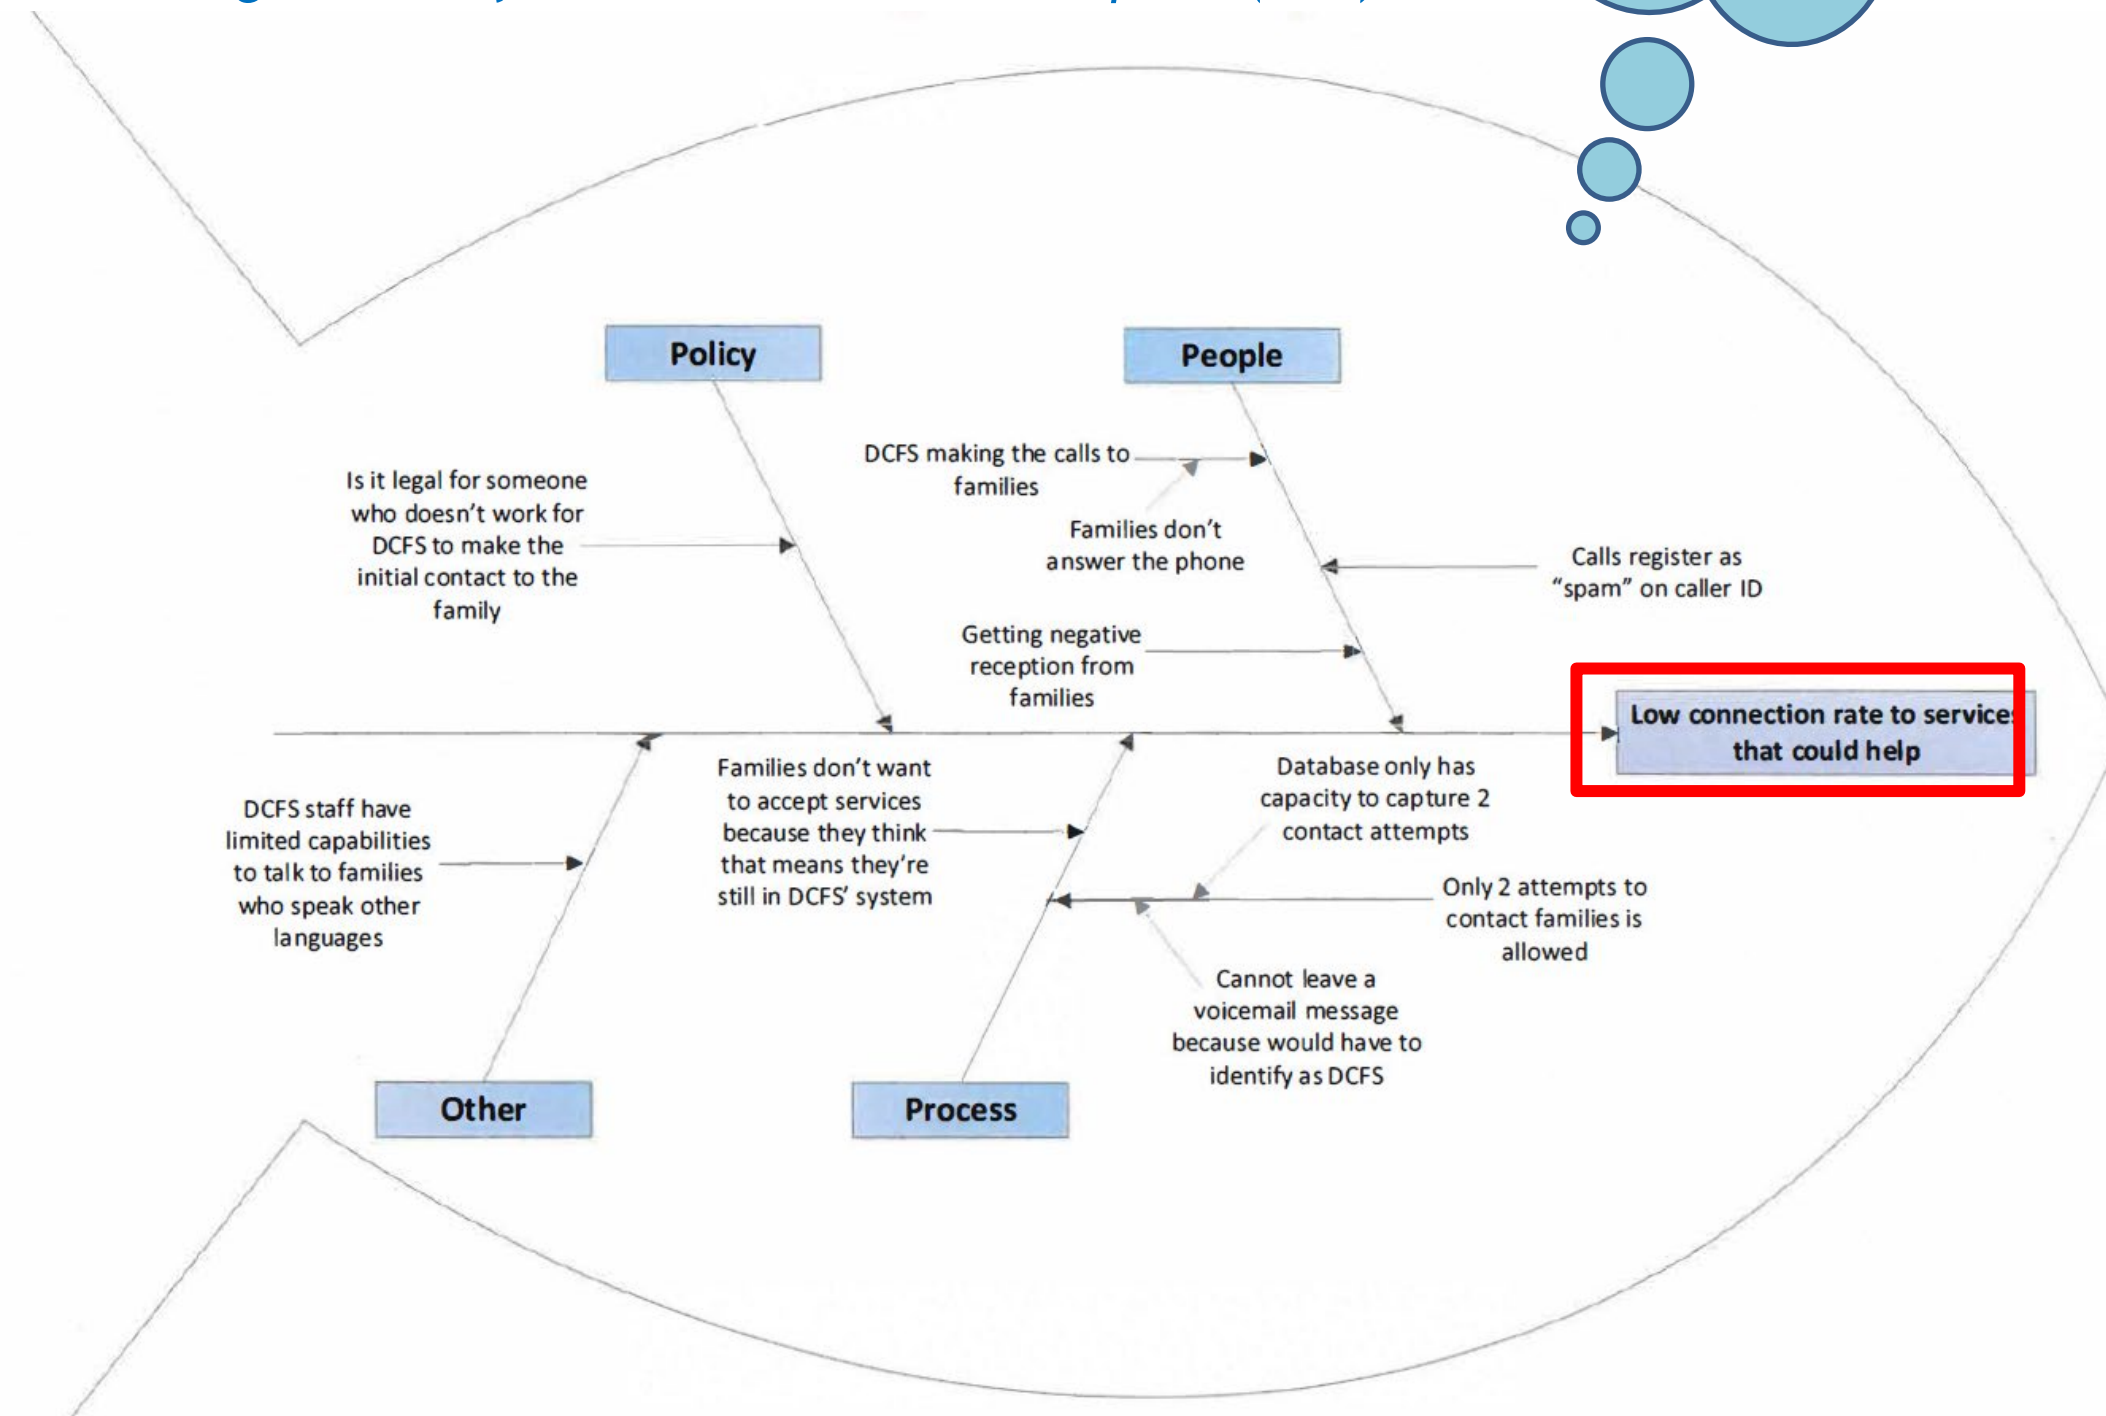 Policy
People
DCFS making the calls to
families
Is it legal for someone
who doesn't work for
DCFS to make the
initial contact to the
family
Families don't
answer the phone
Calls register as
"spam" on caller ID
Getting negative
reception from
families
Low connection rate to services
that could help
DCFS staff have
limited capabilities
to talk to families
who speak other
languages
Families don't want
to accept services
because they think
that means they're
still in DCFS' system
Database only has
capacity to capture 2
contact attempts
Only 2 attempts to
contact families is
allowed
Cannot leave a
voicemail message
because would have to
identify as DCFS
Other
Process